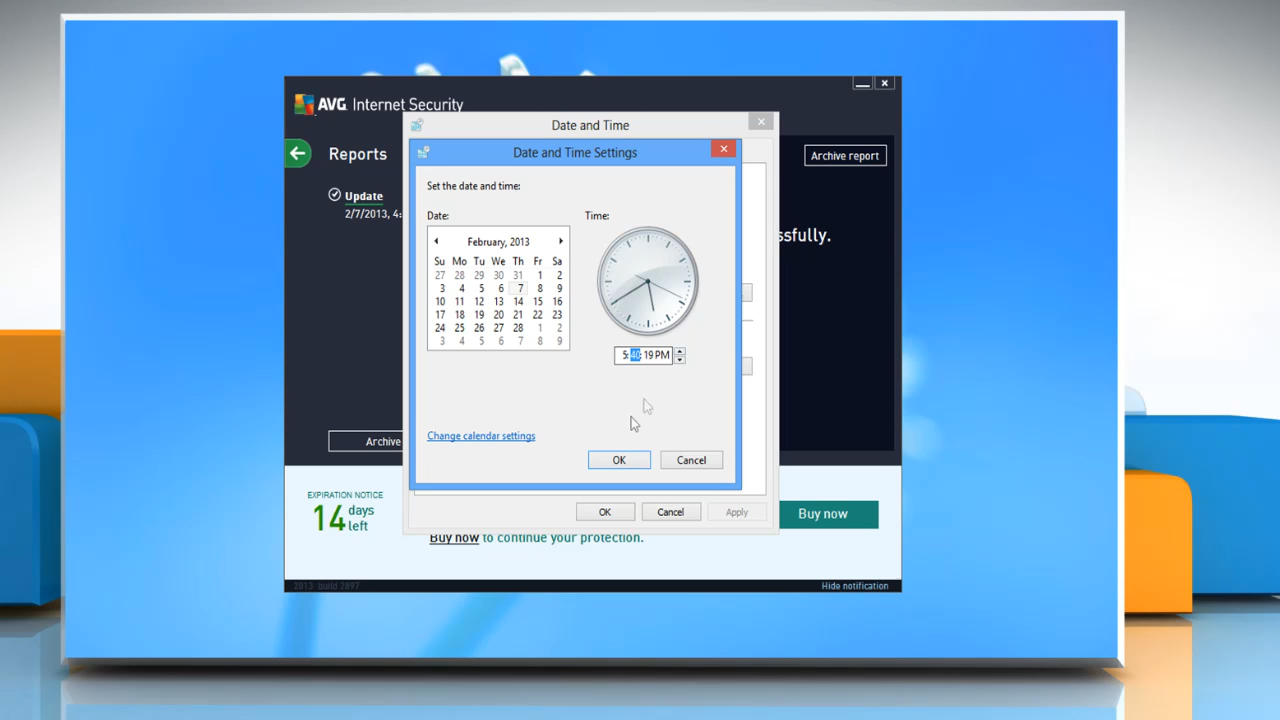 AVG Internet Security
Date and Time
Reports
Date and Time Settings
Archive report
Update
2/7/2013, 4:
Set the date and time:
Date:
Time:
February, 2013
Su Mo Tu We Th Fr Sa
27 28 29 30 31 1 2
3 4 5 6 7 8 9
10 11 12 13 14 15 16
17 18 19 20 21 22 23
24 25 26 27 28 1 2
3 4 5 6 7 8 9
ssfully.
5:40:19 PM
Change calendar settings
Archive
OK
Cancel
EXPIRATION NOTICE
14 days left
OK
Cancel
Apply
Buy now
Buy now to continue your protection.
2013 build 2897
Hide notification